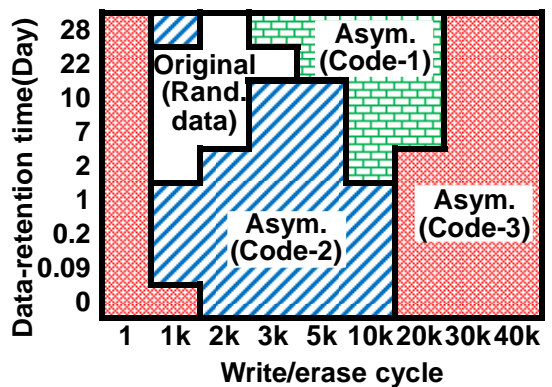 Data-retention time(Day)
28
22
10
7
2
1
0.2
0.09
0
Original
(Rand.
data)
Asym.
(Code-1)
Asym.
(Code-2)
Asym.
(Code-3)
1 1k 2k 3k 5k 10k 20k 30k 40k
Write/erase cycle